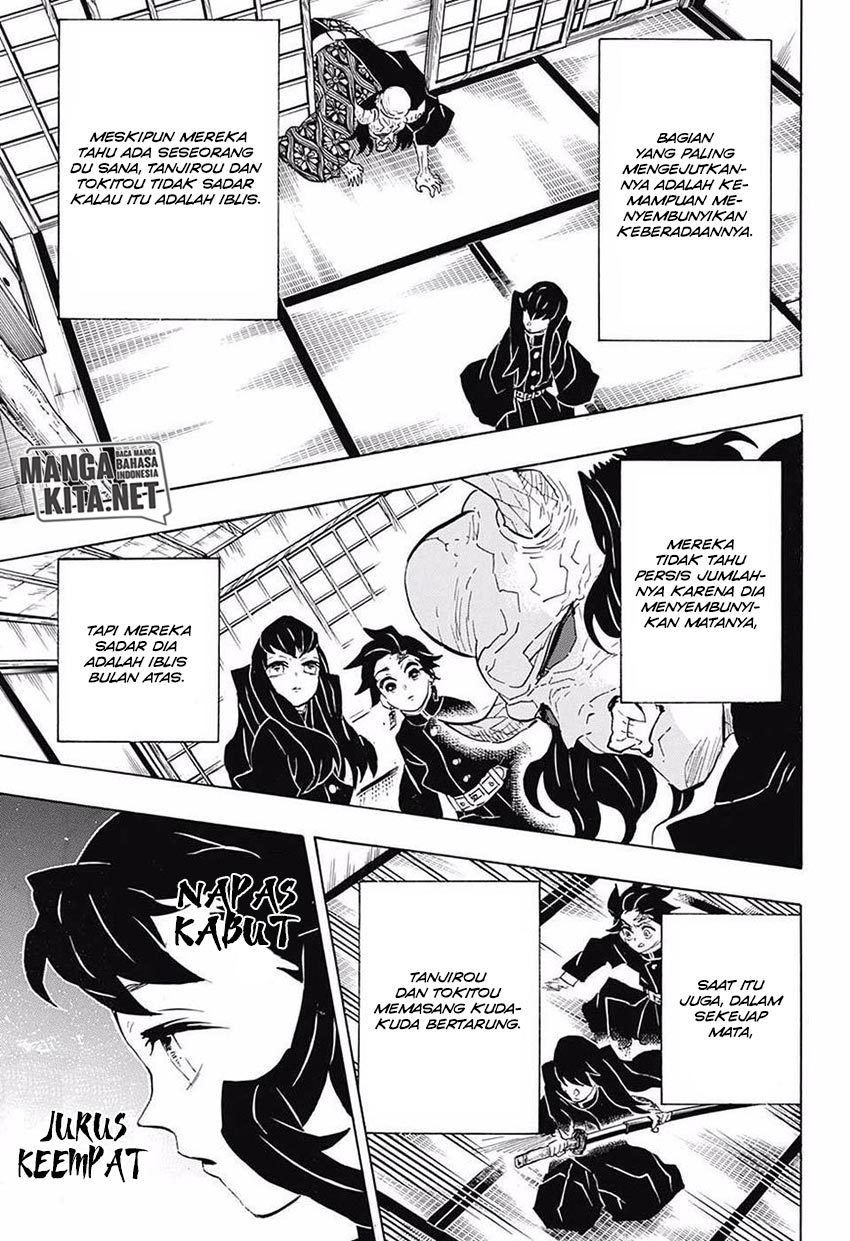 BAGIAN
YANG PALING
MENGEJUTKAN-
NYA ADALAH KE-
MAMPUAN ME-
NYEMBUNYIKAN
KEBERADAANNYA.
MESKIPUN MEREKA
TAHU ADA SESEORANG
DU SANA, TANJIROU DAN
TOKITOU TIDAK SADAR
KALAU ITU ADALAH IBLIS.
MANGA
KITA.NET
BACA MANGA
BAHASA
INDONESIA
MEREKA
TIDAK TAHU
PERSIS JUMLAH-
NYA KARENA DIA
MENYEMBUNYI-
KAN MATANYA,
TAPI MEREKA
SADAR DIA
ADALAH IBLIS
BULAN ATAS.
SAAT ITU
JUGA, DALAM
SEKEJAP
MATA,
TANJIROU
DAN TOKITOU
MEMASANG KUDA-
KUDA BERTARUNG.
NAPAS
KABUT
JURUS
KEEMPAT